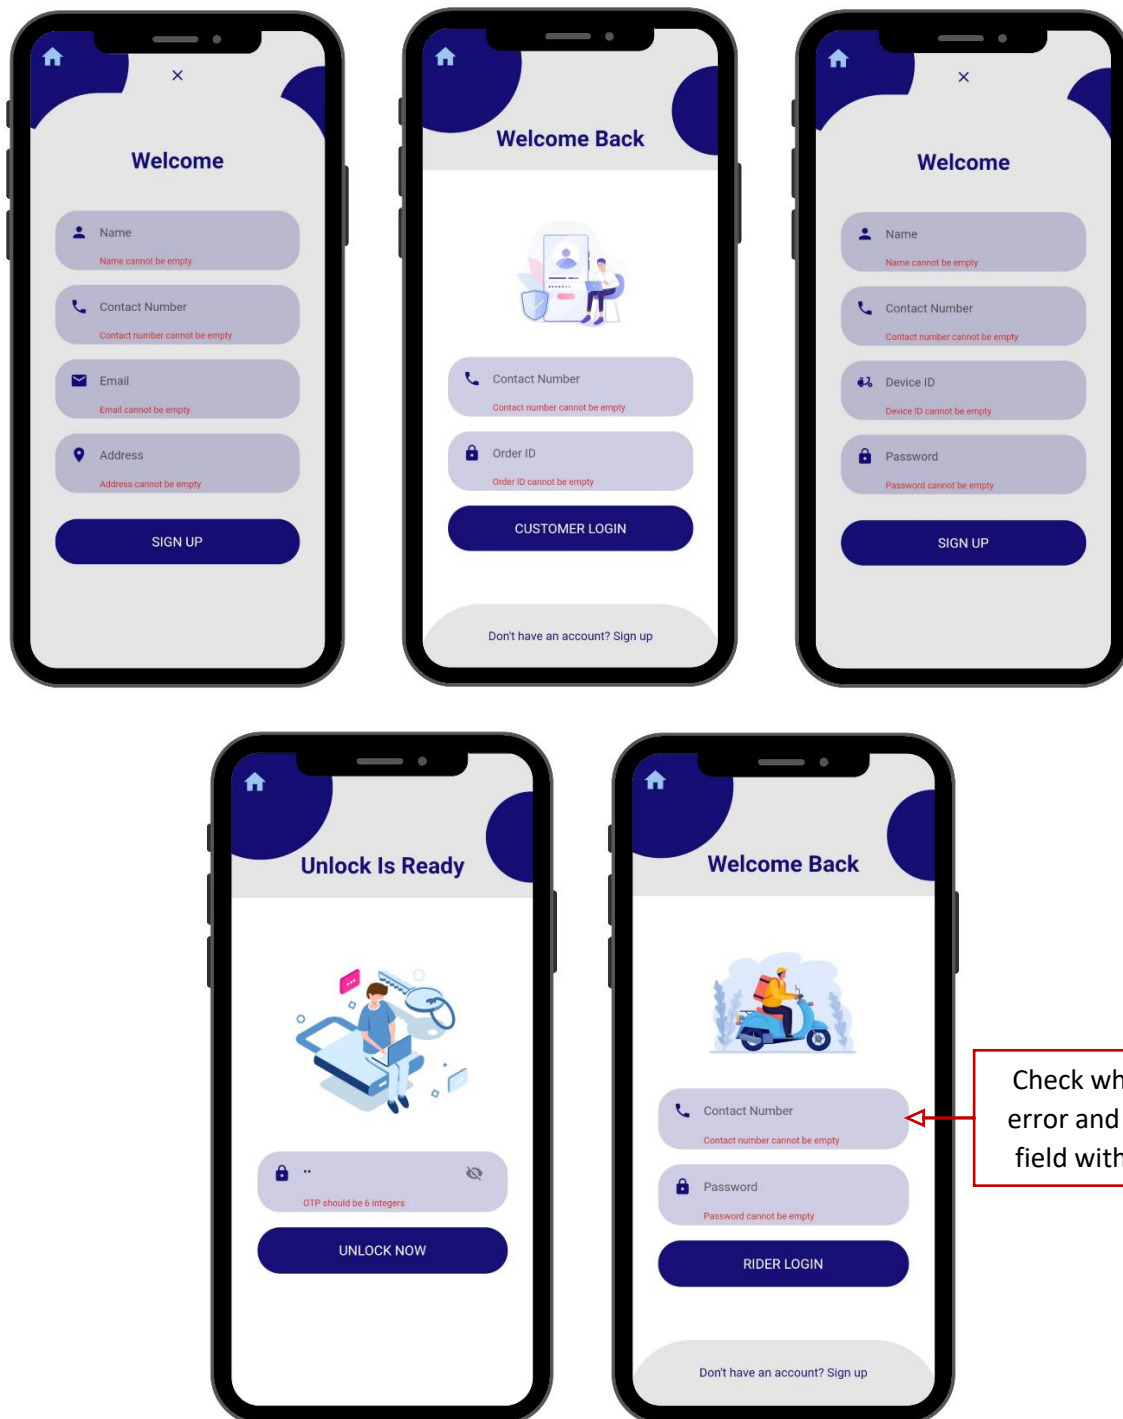 Welcome
Name
Name cannot be empty
Contact Number
Contact number cannot be empty
Email
Email cannot be empty
Address
Address cannot be empty
SIGN UP
Welcome Back
Contact Number
Contact number cannot be empty
Order ID
Order ID cannot be empty
CUSTOMER LOGIN
Don't have an account? Sign up
Welcome
Name
Name cannot be empty
Contact Number
Contact number cannot be empty
Device ID
Device ID cannot be empty
Password
Password cannot be empty
SIGN UP
Unlock Is Ready
OTP should be 6 integers
UNLOCK NOW
Welcome Back
Contact Number
Contact number cannot be empty
Password
Password cannot be empty
RIDER LOGIN
Don't have an account? Sign up
Check
error and
field with